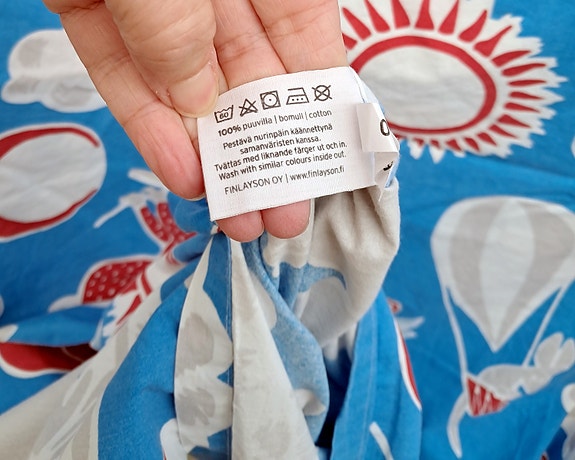 60
100% puuvilla | bomull | cotton
Pestävä nurinpäin käännettynä
samanväristen kanssa.
Tvättas med liknande färger ut och in.
Wash with similar colours inside out.
FINLAYSON OY | www.finlayson.fi